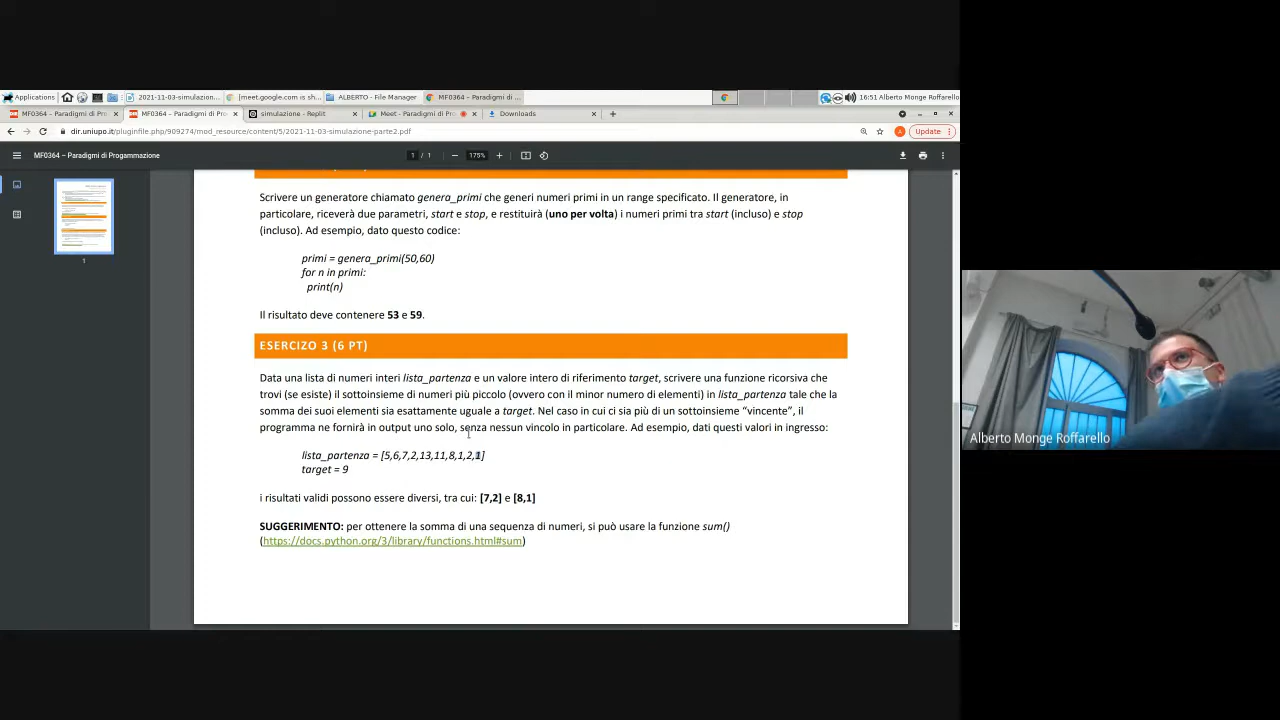 Applications
2021-11-03-simulazion...
[meet.google.com is sh...
ALBERTO - File Manager
MF0364 – Paradigmi di ...
16:51 Alberto Monge Roffarello
MF0364 – Paradigmi di Pro
MF0364 – Paradigmi di Pro
simulazione - Replit
Meet - Paradigmi di P
Downloads
dir.uniupo.it/pluginfile.php/909274/mod_resource/content/5/2021-11-03-simulazione-parte2.pdf
A
Update
MF0364 – Paradigmi di Progammazione
1 / 1
175%
1
Scrivere un generatore chiamato genera_primi che generi numeri primi in un range specificato. Il generatore, in
particolare, riceverà due parametri, start e stop, e restituirà (uno per volta) i numeri primi tra start (incluso) e stop
(incluso). Ad esempio, dato questo codice:
primi = genera_primi(50,60)
for n in primi:
print(n)
Il risultato deve contenere 53 e 59.
ESERCIZO 3 (6 PT)
Data una lista di numeri interi lista_partenza e un valore intero di riferimento target, scrivere una funzione ricorsiva che
trovi (se esiste) il sottoinsieme di numeri più piccolo (ovvero con il minor numero di elementi) in lista_partenza tale che la
somma dei suoi elementi sia esattamente uguale a target. Nel caso in cui ci sia più di un sottoinsieme “vincente”, il
programma ne fornirà in output uno solo, senza nessun vincolo in particolare. Ad esempio, dati questi valori in ingresso:
lista_partenza = [5,6,7,2,13,11,8,1,2,1]
target = 9
i risultati validi possono essere diversi, tra cui: [7,2] e [8,1]
SUGGERIMENTO: per ottenere la somma di una sequenza di numeri, si può usare la funzione sum()
(https://docs.python.org/3/library/functions.html#sum)
Alberto Monge Roffarello